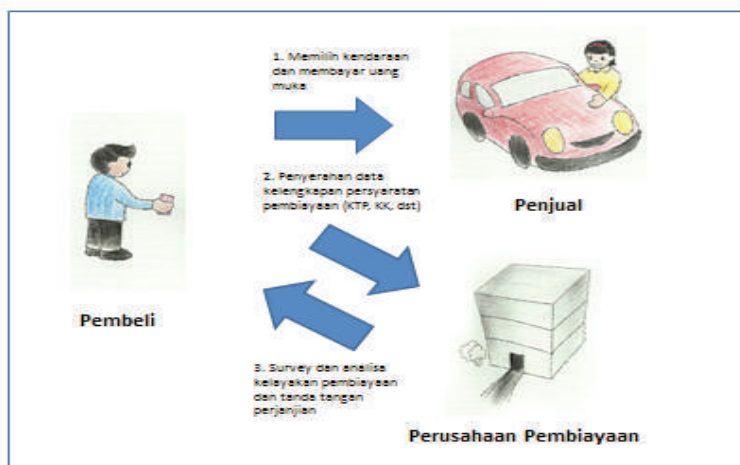 1. Memilih kendaraan
dan membayar uang
muka
Penjual
2. Penyerahan data
kelengkapan persyaratan
pembiayaan (KTP, KK, dst)
Pembeli
3. Survey dan analisa
kelayakan pembiayaan
dan tanda tangan
perjanjian
Perusahaan Pembiayaan